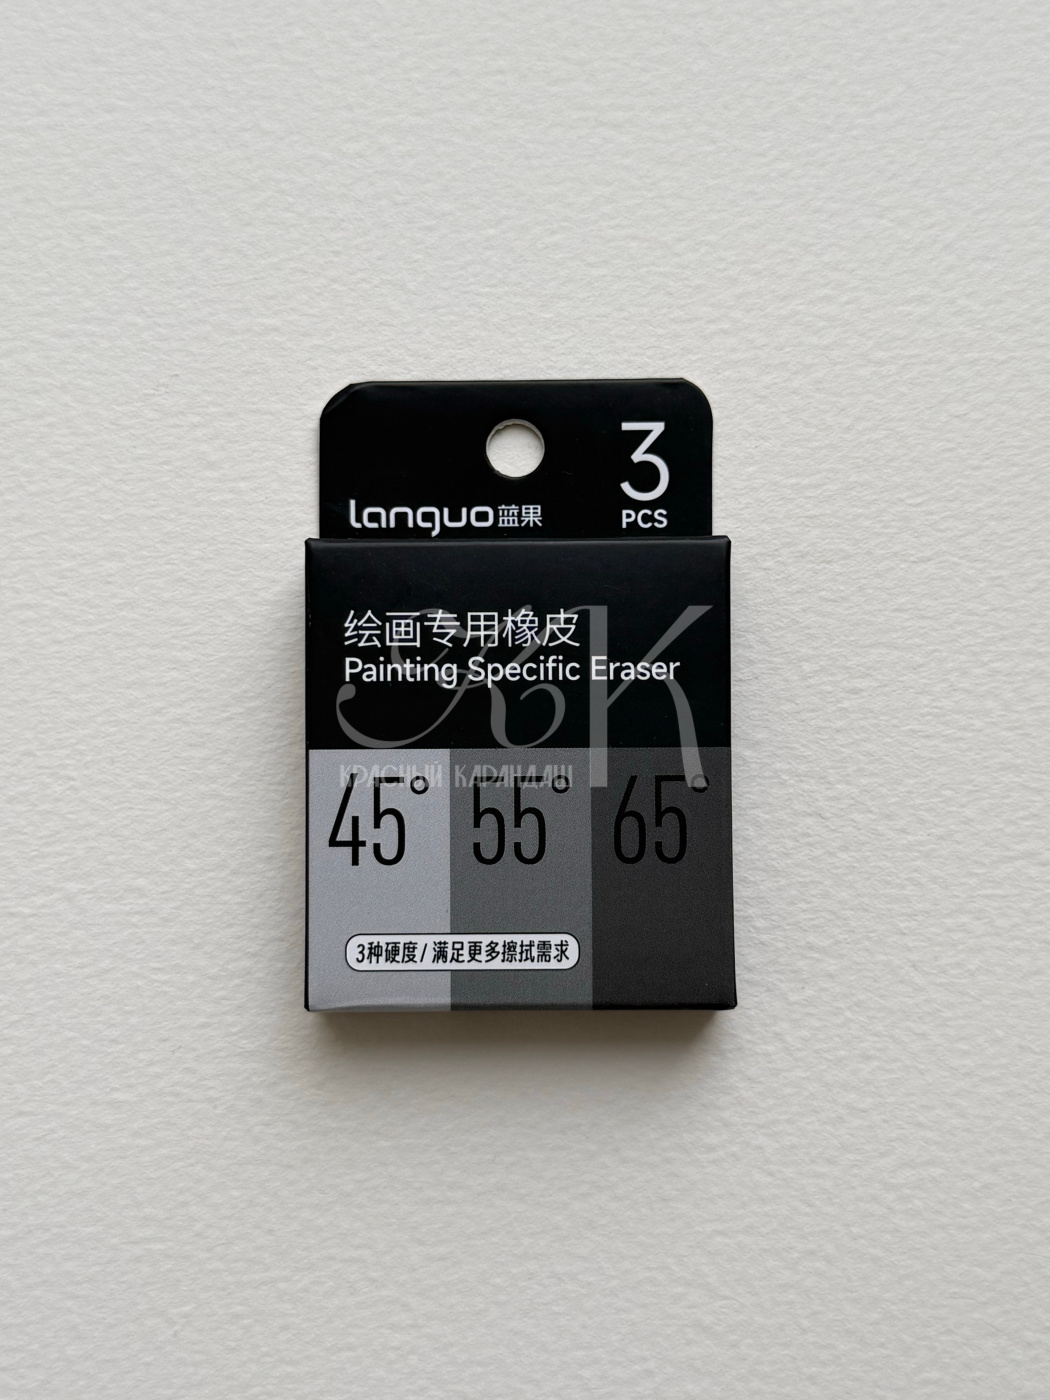 3
PCS
languo蓝果
绘画专用橡皮
Painting Specific Eraser
КК
КРАСНЫЙ КАРАНДАШ
45° 55° 65°
3种硬度/满足更多擦拭需求